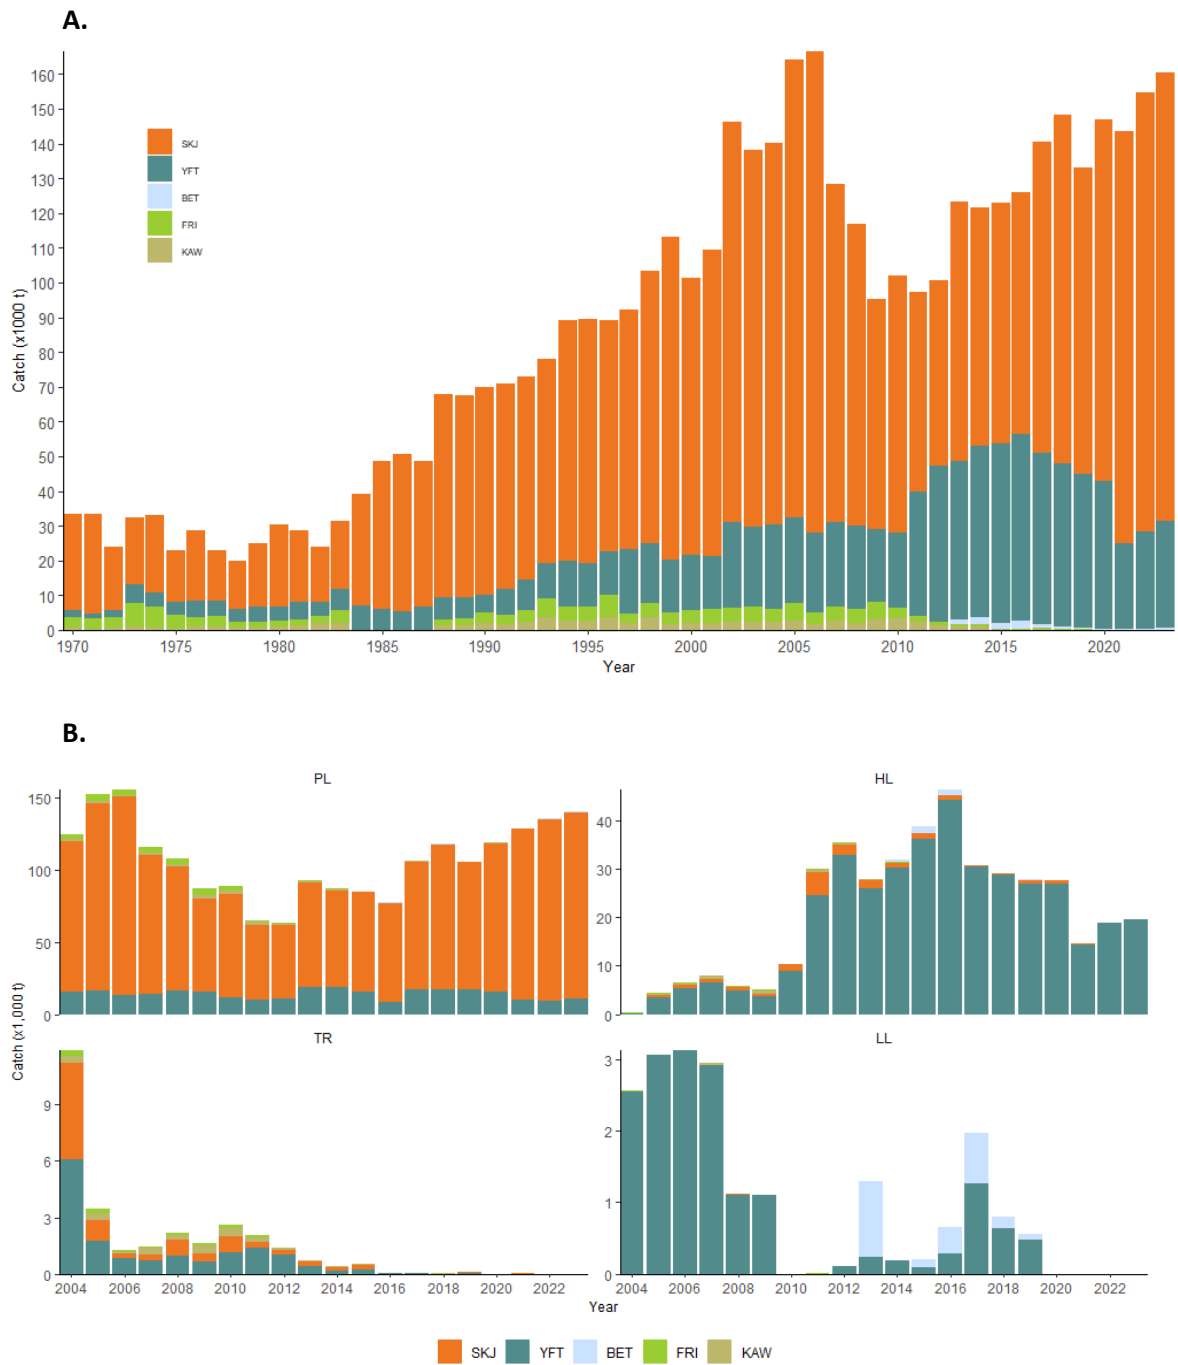 A.
160
150
140
130
120
110
100
90
80
70
60
50
40
30
20
10
0
Catch (x1000 t)
SKJ
YFT
BET
FRI
KAW
1970 1975 1980 1985 1990 1995 2000 2005 2010 2015 2020
Year
B.
PL HL
150
100
50
0
40
30
20
10
0
TR LL
Catch (x1,000 t)
9
6
3
0
3
2
1
0
2004 2006 2008 2010 2012 2014 2016 2018 2020 2022
2004 2006 2008 2010 2012 2014 2016 2018 2020 2022
Year
SKJ YFT BET FRI KAW